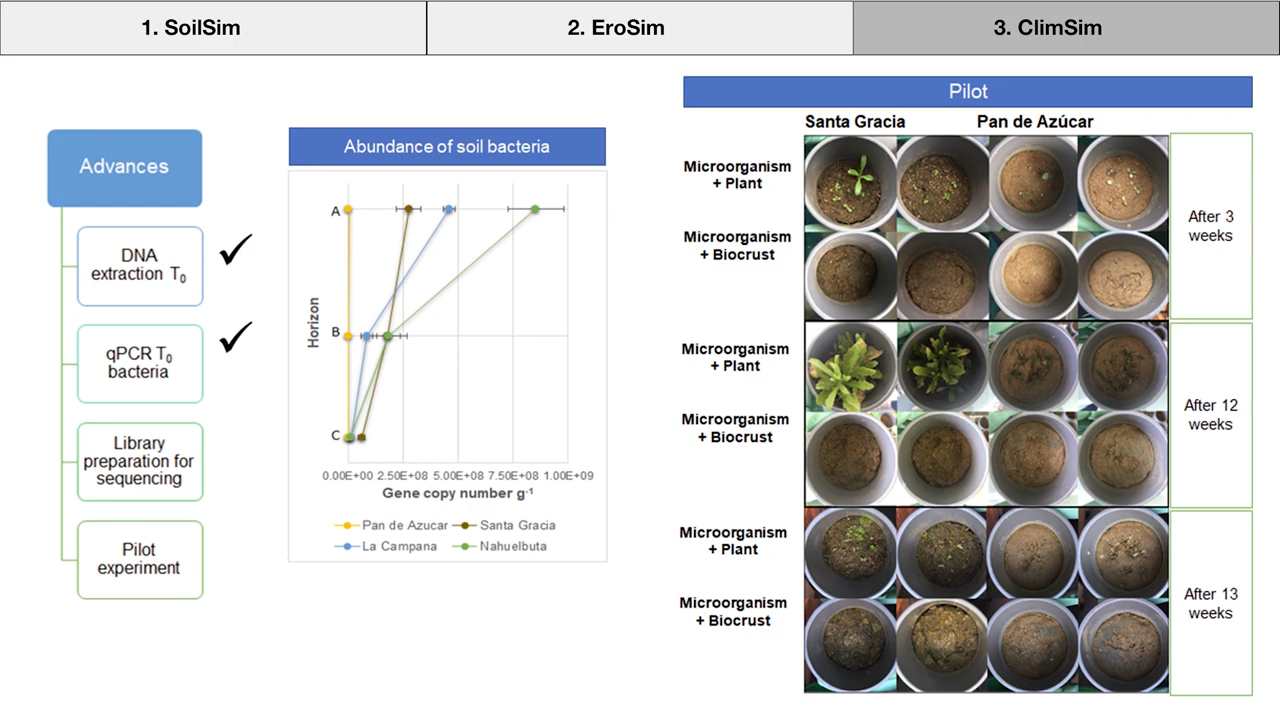 1. SoilSim
2. EroSim
3. ClimSim
Advances
DNA
extraction T₀
qPCR T₀
bacteria
Library
preparation for
sequencing
Pilot
experiment
Abundance of soil bacteria
A
B
C
Horizon
0.00E+00 2.50E+08 5.00E+08 7.50E+08 1.00E+09
Gene copy number g⁻¹
Pan de Azucar
Santa Gracia
La Campana
Nahuelbuta
Pilot
Santa Gracia
Pan de Azúcar
Microorganism
+ Plant
Microorganism
+ Biocrust
After 3
weeks
Microorganism
+ Plant
Microorganism
+ Biocrust
After 12
weeks
Microorganism
+ Plant
Microorganism
+ Biocrust
After 13
weeks